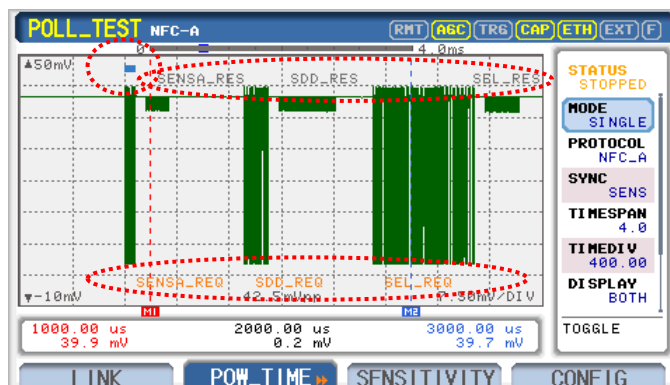 POLL_TEST NFC-A RMT AGC TRG CAP ETH EXT F
0 4.0ms
▲50mV
SENSA_RES SDD_RES SEL_RES
STATUS
STOPPED
MODE
SINGLE
PROTOCOL
NFC_A
SYNC
SENS
TIMESPAN
4.0
TIMEDIV
400.00
DISPLAY
BOTH
TOGGLE
SENSA_REQ SDD_REQ SEL_REQ
▼-10mV 42.5mVpp 7.50mV/DIV
M1 M2
1000.00 us 2000.00 us 3000.00 us
39.9 mV 0.2 mV 39.7 mV
LINK POW_TIME SENSITIVITY CONFIG